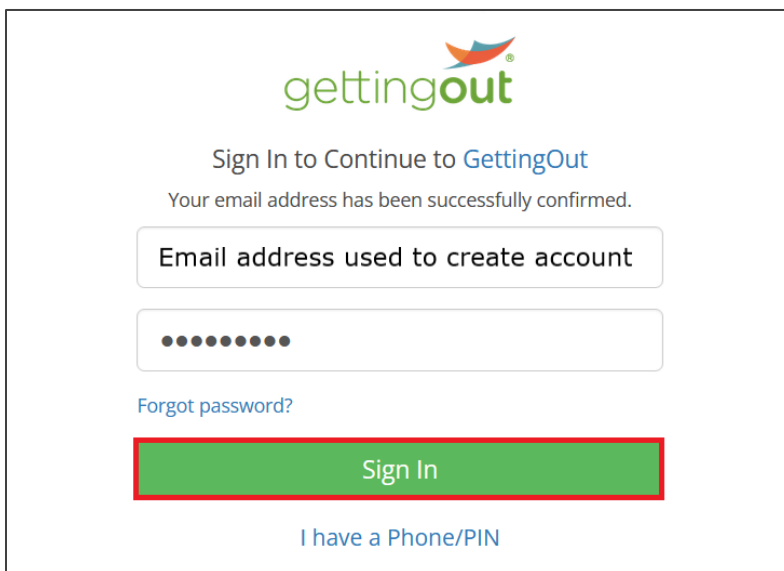 gettingout®
Sign In to Continue to GettingOut
Your email address has been successfully confirmed.
Email address used to create account
●●●●●●●●●
Forgot password?
Sign In
I have a Phone/PIN